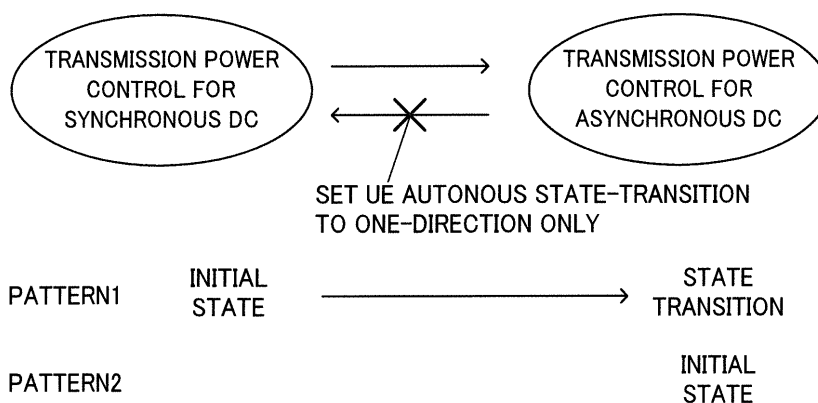 TRANSMISSION POWER
CONTROL FOR
SYNCHRONOUS DC
TRANSMISSION POWER
CONTROL FOR
ASYNCHRONOUS DC
SET UE AUTONOUS STATE-TRANSITION
TO ONE-DIRECTION ONLY
PATTERN1
INITIAL
STATE
STATE
TRANSITION
PATTERN2
INITIAL
STATE